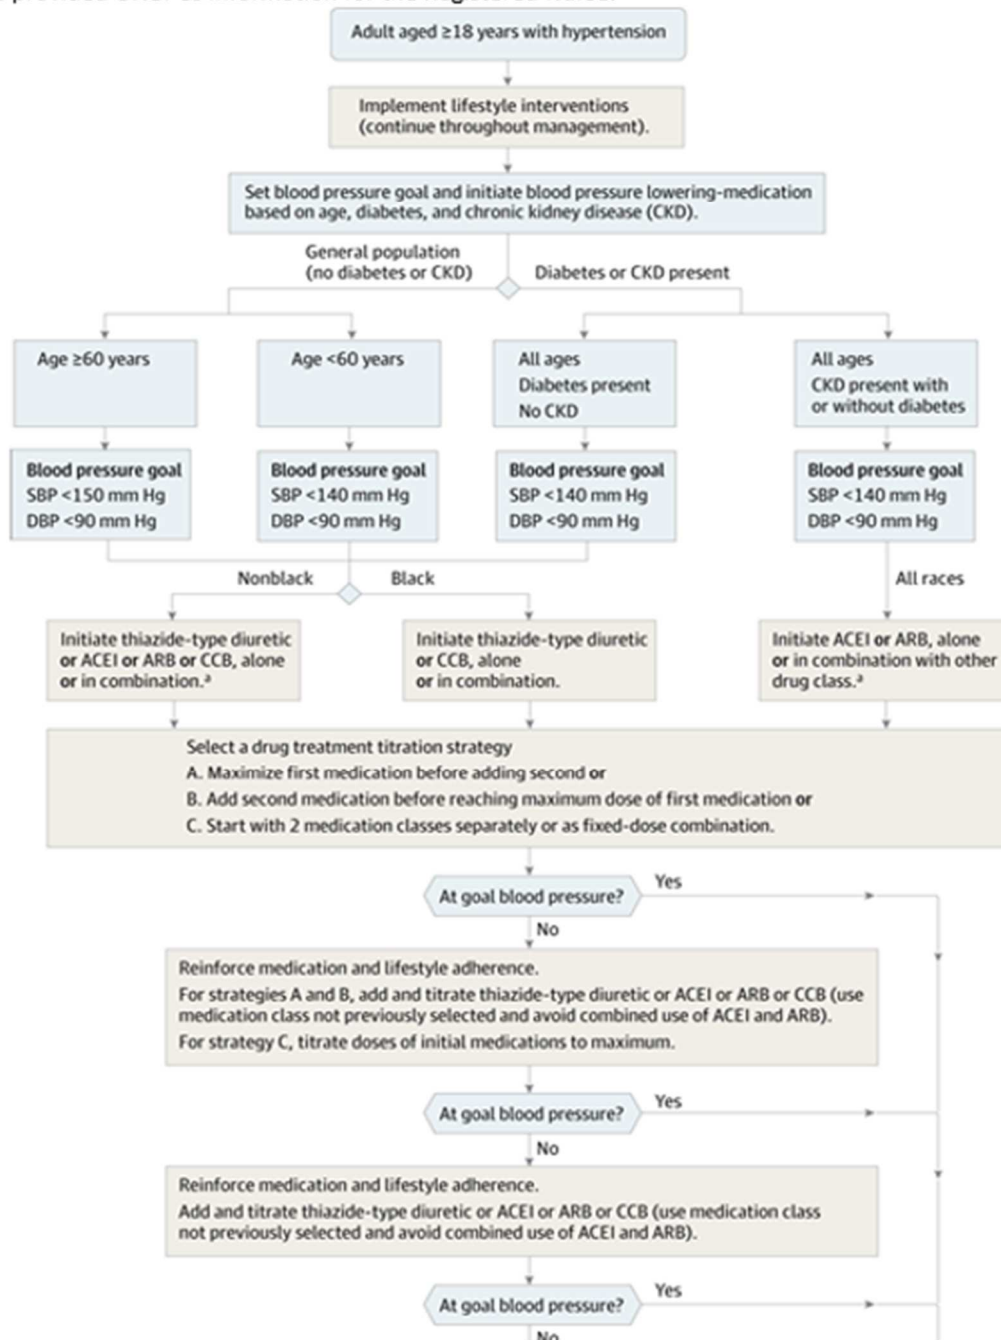 Adult aged ≥18 years with hypertension
Implement lifestyle interventions
(continue throughout management).
Set blood pressure goal and initiate blood pressure lowering-medication
based on age, diabetes, and chronic kidney disease (CKD).
General population
(no diabetes or CKD)
Diabetes or CKD present
Age ≥60 years
Age <60 years
All ages
Diabetes present
No CKD
All ages
CKD present with
or without diabetes
Blood pressure goal
SBP <150 mm Hg
DBP <90 mm Hg
Blood pressure goal
SBP <140 mm Hg
DBP <90 mm Hg
Blood pressure goal
SBP <140 mm Hg
DBP <90 mm Hg
Blood pressure goal
SBP <140 mm Hg
DBP <90 mm Hg
Nonblack
Black
All races
Initiate thiazide-type diuretic
or ACEI or ARB or CCB, alone
or in combination.ª
Initiate thiazide-type diuretic
or CCB, alone
or in combination.
Initiate ACEI or ARB, alone
or in combination with other
drug class.ª
Select a drug treatment titration strategy
A. Maximize first medication before adding second or
B. Add second medication before reaching maximum dose of first medication or
C. Start with 2 medication classes separately or as fixed-dose combination.
At goal blood pressure?
Yes
No
Reinforce medication and lifestyle adherence.
For strategies A and B, add and titrate thiazide-type diuretic or ACEI or ARB or CCB (use
medication class not previously selected and avoid combined use of ACEI and ARB).
For strategy C, titrate doses of initial medications to maximum.
At goal blood pressure?
Yes
No
Reinforce medication and lifestyle adherence.
Add and titrate thiazide-type diuretic or ACEI or ARB or CCB (use medication class
not previously selected and avoid combined use of ACEI and ARB).
At goal blood pressure?
Yes
No